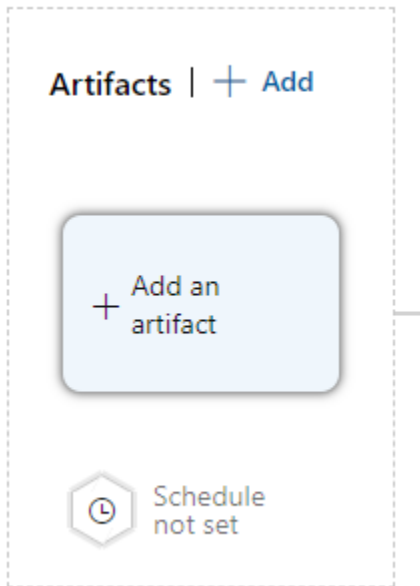 Artifacts | + Add
+ Add an
artifact
Schedule
not set